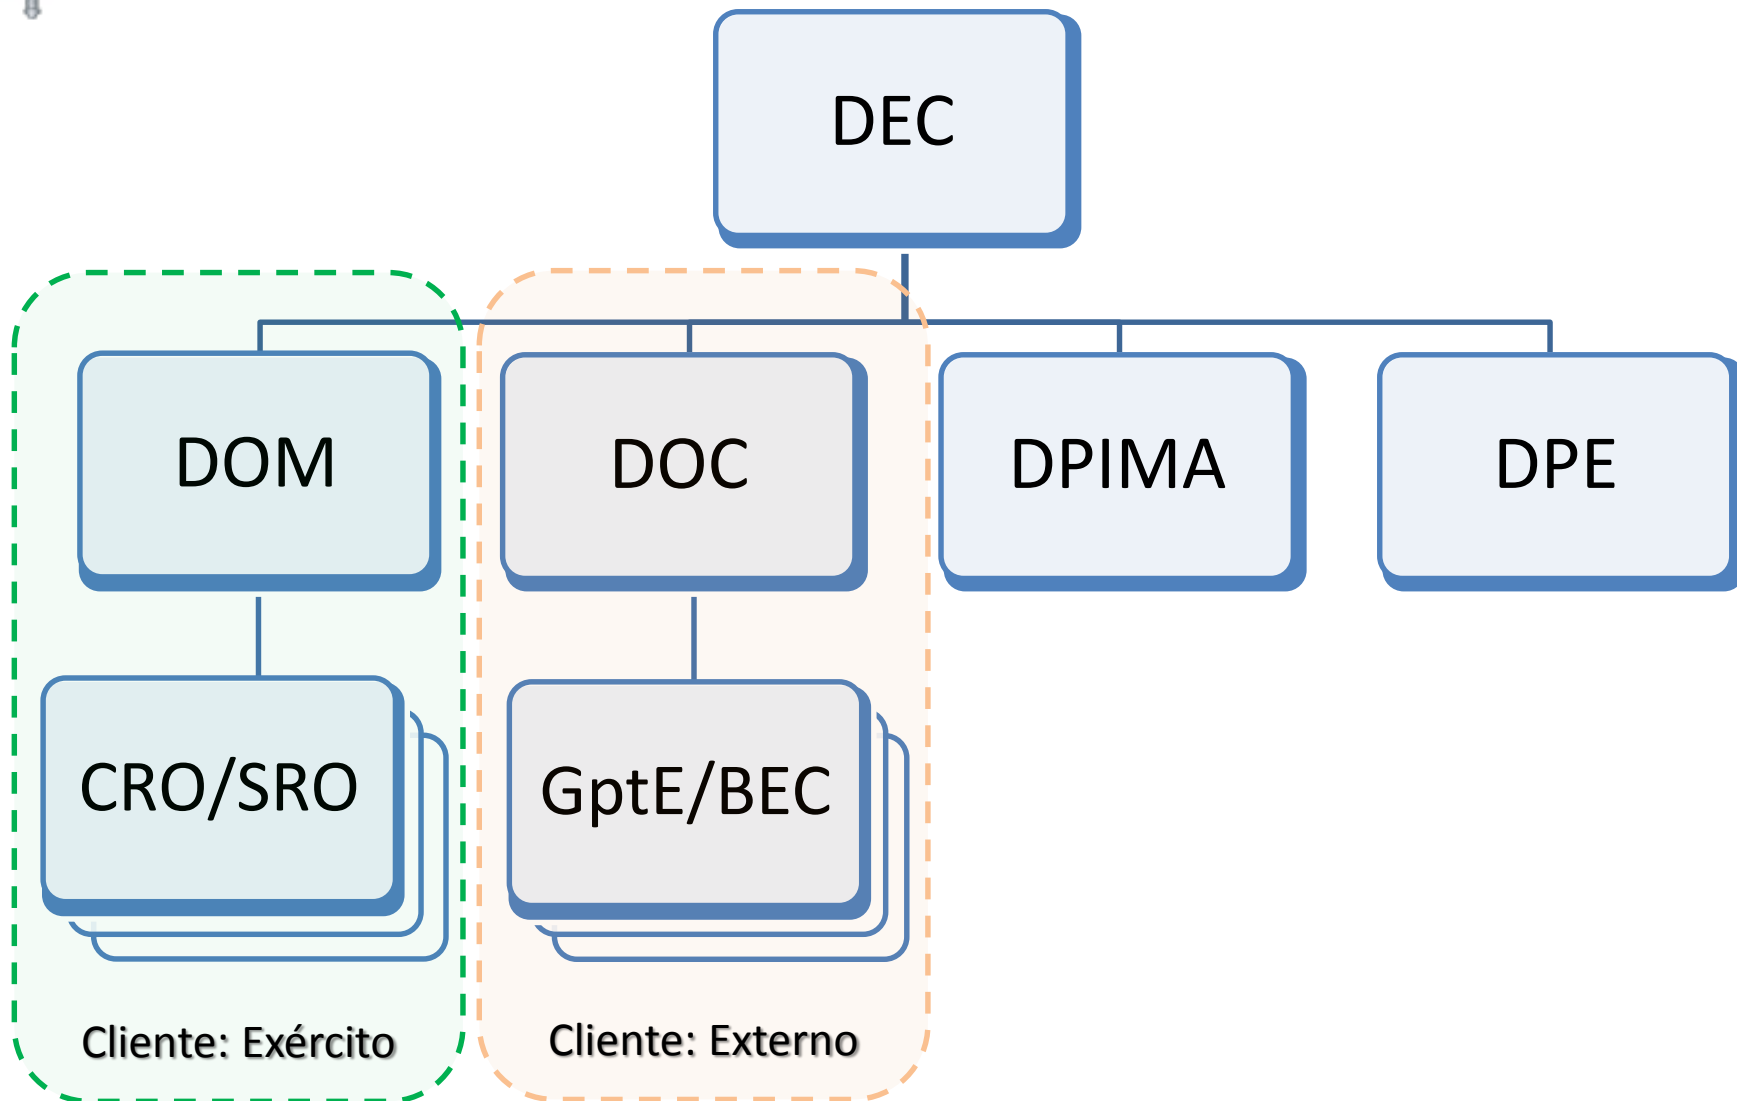 DEC
DOM
DOC
DPIMA
DPE
CRO/SRO
GptE/BEC
Cliente: Exército
Cliente: Externo